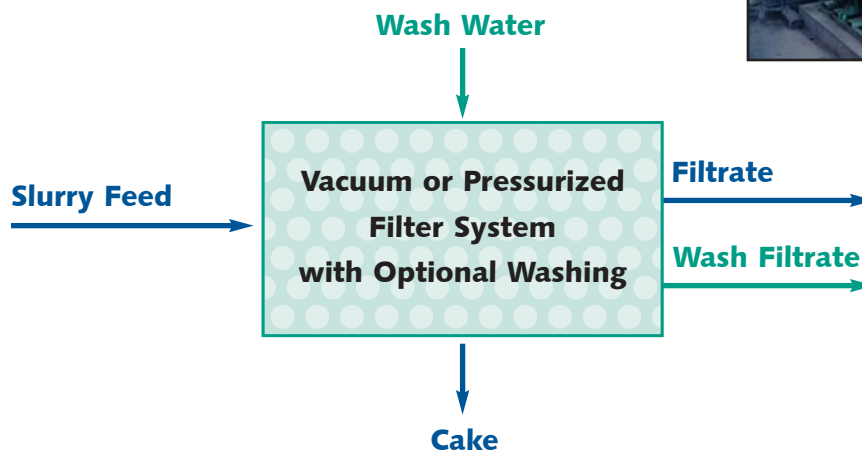 Wash Water
Slurry Feed
Vacuum or Pressurized
Filter System
with Optional Washing
Filtrate
Wash Filtrate
Cake